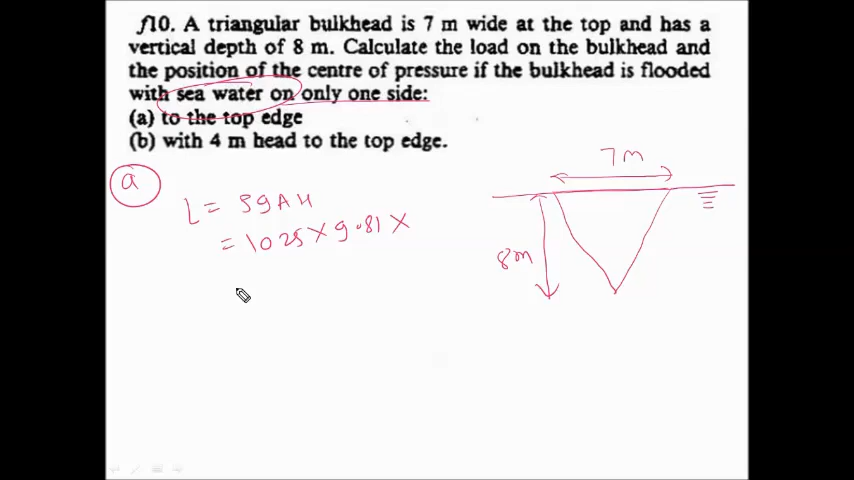 f10. A triangular bulkhead is 7 m wide at the top and has a
vertical depth of 8 m. Calculate the load on the bulkhead and
the position of the centre of pressure if the bulkhead is flooded
with sea water on only one side:
(a) to the top edge
(b) with 4 m head to the top edge.
a
7m
L = ρgAH
= 1025 × 9.81 ×
8m